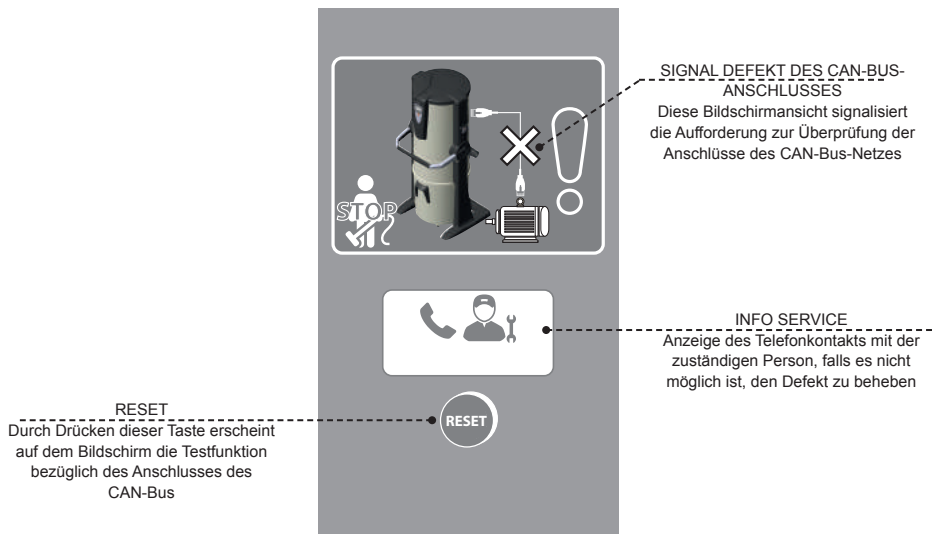 SIGNAL DEFEKT DES CAN-BUS-
ANSCHLUSSES
Diese Bildschirmansicht signalisiert
die Aufforderung zur Überprüfung der
Anschlüsse des CAN-Bus-Netzes
STOP
INFO SERVICE
Anzeige des Telefonkontakts mit der
zuständigen Person, falls es nicht
möglich ist, den Defekt zu beheben
RESET
Durch Drücken dieser Taste erscheint
auf dem Bildschirm die Testfunktion
bezüglich des Anschlusses des
CAN-Bus
RESET